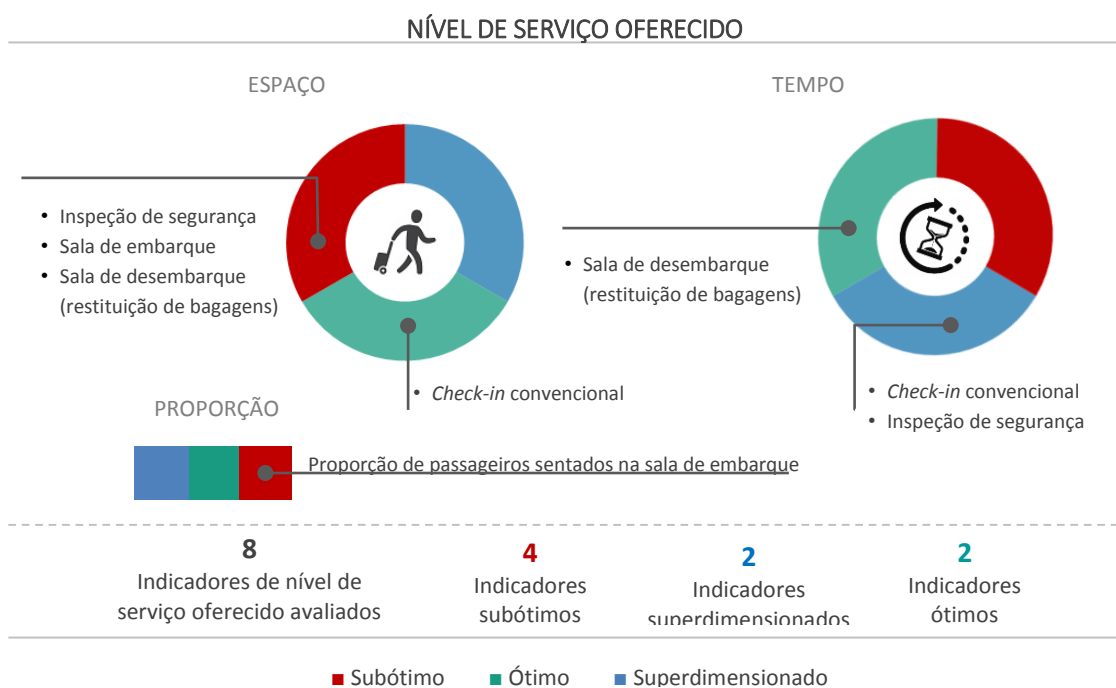 NÍVEL DE SERVIÇO OFERECIDO
ESPAÇO
TEMPO
• Inspeção de segurança
• Sala de embarque
• Sala de desembarque
(restituição de bagagens)
• Sala de desembarque
(restituição de bagagens)
• Check-in convencional
• Check-in convencional
• Inspeção de segurança
PROPORÇÃO
Proporção de passageiros sentados na sala de embarque
8
Indicadores de nível de
serviço oferecido avaliados
4
Indicadores
subótimos
2
Indicadores
superdimensionados
2
Indicadores
ótimos
Subótimo
Ótimo
Superdimensionado